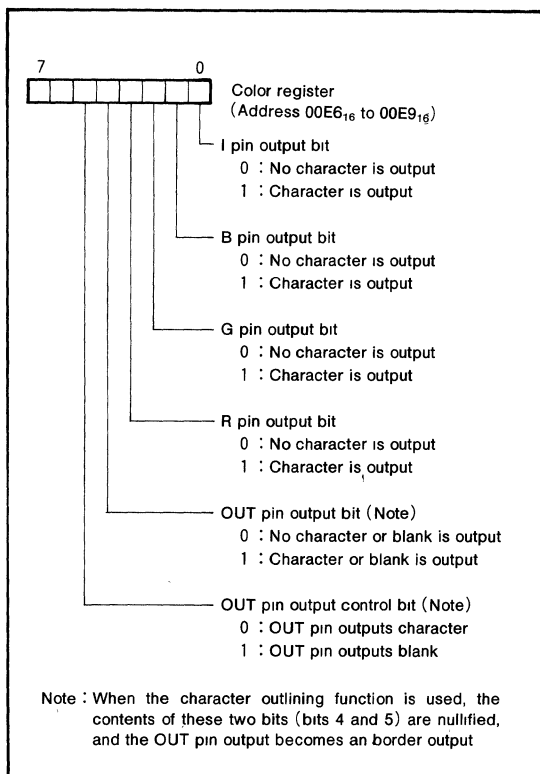 7 0
Color register
(Address 00E6₁₆ to 00E9₁₆)
I pin output bit
0 : No character is output
1 : Character is output
B pin output bit
0 : No character is output
1 : Character is output
G pin output bit
0 : No character is output
1 : Character is output
R pin output bit
0 : No character is output
1 : Character is output
OUT pin output bit (Note)
0 : No character or blank is output
1 : Character or blank is output
OUT pin output control bit (Note)
0 : OUT pin outputs character
1 : OUT pin outputs blank
Note : When the character outlining function is used, the
contents of these two bits (bits 4 and 5) are nullified,
and the OUT pin output becomes an border output